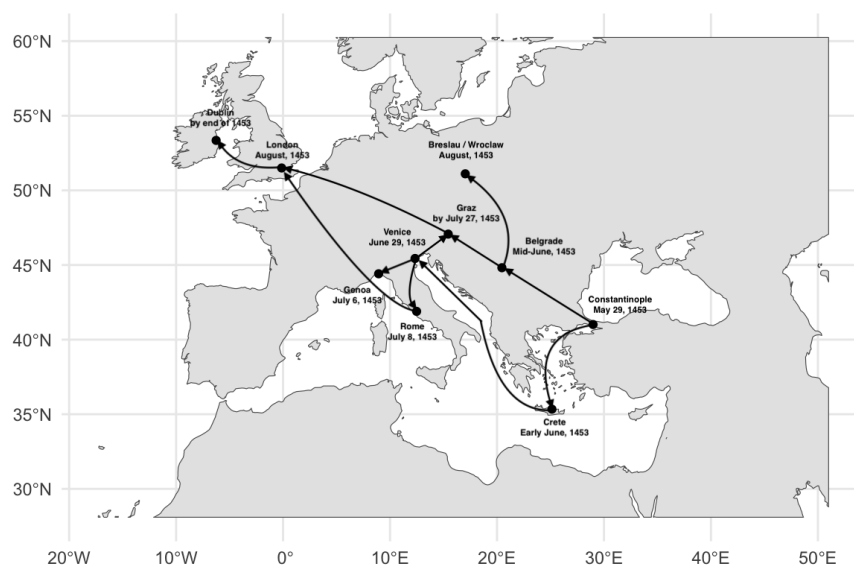 60°N
55°N
50°N
45°N
40°N
35°N
30°N
Dublin
by end of 1453
London
August, 1453
Breslau / Wroclaw
August, 1453
Graz
by July 27, 1453
Venice
June 29, 1453
Belgrade
Mid-June, 1453
Genoa
July 6, 1453
Constantinople
May 29, 1453
Rome
July 8, 1453
Crete
Early June, 1453
20°W
10°W
0°
10°E
20°E
30°E
40°E
50°E